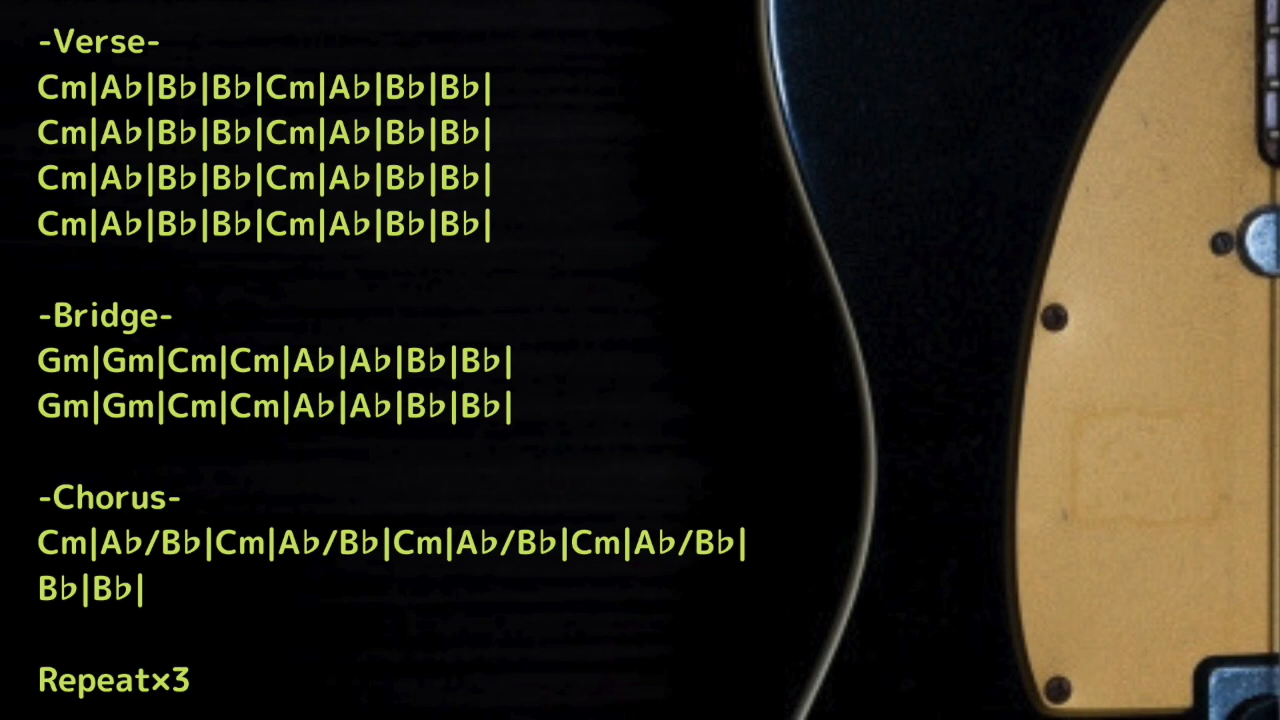 -Verse-
Cm|A♭|B♭|B♭|Cm|A♭|B♭|B♭|
Cm|A♭|B♭|B♭|Cm|A♭|B♭|B♭|
Cm|A♭|B♭|B♭|Cm|A♭|B♭|B♭|
Cm|A♭|B♭|B♭|Cm|A♭|B♭|B♭|
-Bridge-
Gm|Gm|Cm|Cm|A♭|A♭|B♭|B♭|
Gm|Gm|Cm|Cm|A♭|A♭|B♭|B♭|
-Chorus-
Cm|A♭/B♭|Cm|A♭/B♭|Cm|A♭/B♭|Cm|A♭/B♭|
B♭|B♭|
Repeat×3